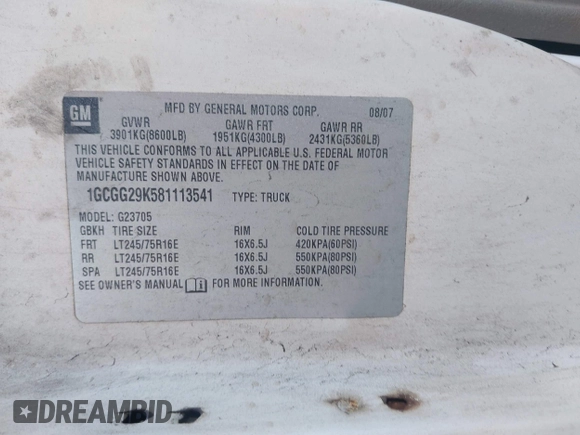 GM
MFD BY GENERAL MOTORS CORP. 08/07
GVWR GAWR FRT GAWR RR
3901KG(8600LB) 1951KG(4300LB) 2431KG(5360LB)
THIS VEHICLE CONFORMS TO ALL APPLICABLE U.S. FEDERAL MOTOR
VEHICLE SAFETY STANDARDS IN EFFECT ON THE DATE OF
MANUFACTURE SHOWN ABOVE.
1GCGG29K581113541 TYPE: TRUCK
MODEL: G23705
GBKH TIRE SIZE RIM COLD TIRE PRESSURE
FRT LT245/75R16E 16X6.5J 420KPA(60PSI)
RR LT245/75R16E 16X6.5J 550KPA(80PSI)
SPA LT245/75R16E 16X6.5J 550KPA(80PSI)
SEE OWNER'S MANUAL FOR MORE INFORMATION.
DREAMBID